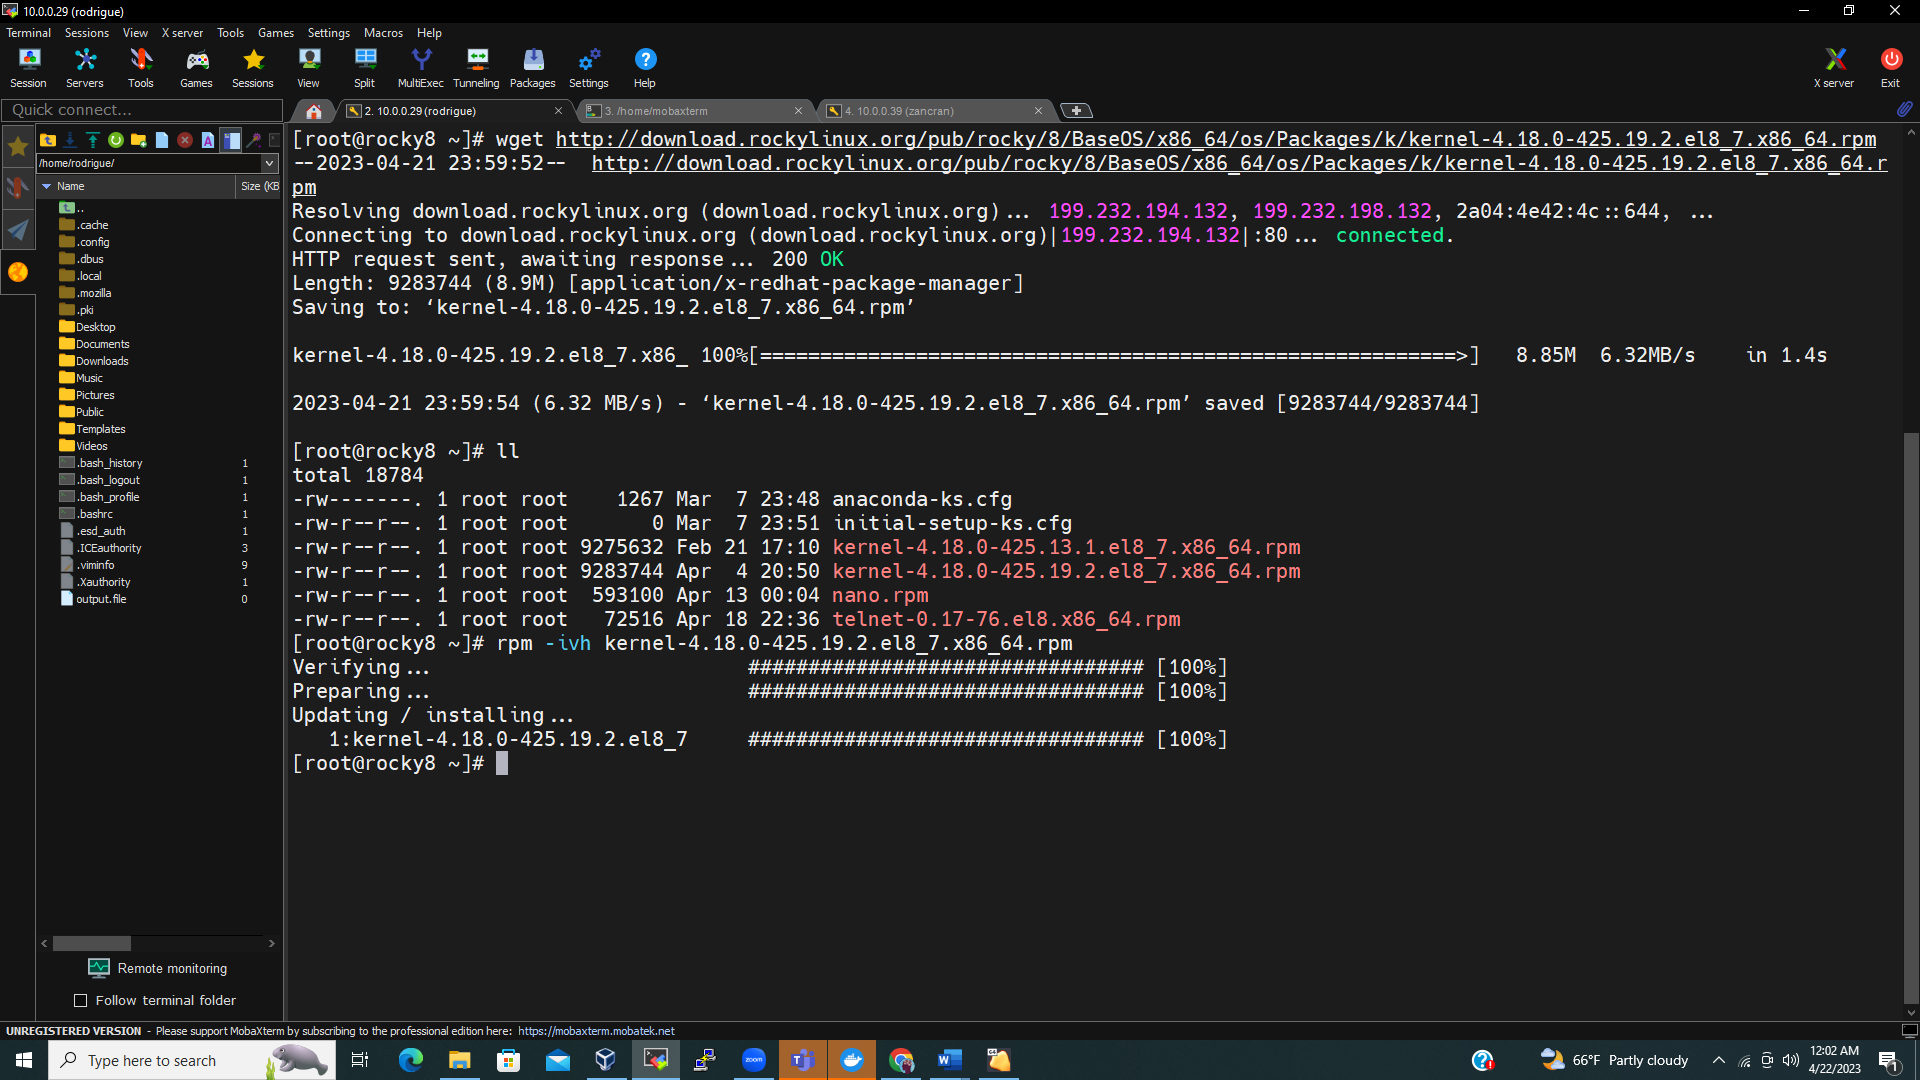 10.0.0.29 (rodrigue)
Terminal Sessions View X server Tools Games Settings Macros Help
Session Servers Tools Games Sessions View Split MultiExec Tunneling Packages Settings Help X server Exit
Quick connect...
2. 10.0.0.29 (rodrigue)
3. /home/mobaxterm
4. 10.0.0.39 (zancran)
/home/rodrigue/
Name Size (KB
..
.cache
.config
.dbus
.local
.mozilla
.pki
Desktop
Documents
Downloads
Music
Pictures
Public
Templates
Videos
.bash_history 1
.bash_logout 1
.bash_profile 1
.bashrc 1
.esd_auth 1
.ICEauthority 3
.viminfo 9
.Xauthority 1
output.file 0
Remote monitoring
Follow terminal folder
[root@rocky8 ~]# wget http://download.rockylinux.org/pub/rocky/8/BaseOS/x86_64/os/Packages/k/kernel-4.18.0-425.19.2.el8_7.x86_64.rpm
--2023-04-21 23:59:52-- http://download.rockylinux.org/pub/rocky/8/BaseOS/x86_64/os/Packages/k/kernel-4.18.0-425.19.2.el8_7.x86_64.r
pm
Resolving download.rockylinux.org (download.rockylinux.org)... 199.232.194.132, 199.232.198.132, 2a04:4e42:4c::644, ...
Connecting to download.rockylinux.org (download.rockylinux.org)|199.232.194.132|:80... connected.
HTTP request sent, awaiting response... 200 OK
Length: 9283744 (8.9M) [application/x-redhat-package-manager]
Saving to: ‘kernel-4.18.0-425.19.2.el8_7.x86_64.rpm’
kernel-4.18.0-425.19.2.el8_7.x86_ 100%[==========================================================>] 8.85M 6.32MB/s in 1.4s
2023-04-21 23:59:54 (6.32 MB/s) - ‘kernel-4.18.0-425.19.2.el8_7.x86_64.rpm’ saved [9283744/9283744]
[root@rocky8 ~]# ll
total 18784
-rw-------. 1 root root 1267 Mar 7 23:48 anaconda-ks.cfg
-rw-r--r--. 1 root root 0 Mar 7 23:51 initial-setup-ks.cfg
-rw-r--r--. 1 root root 9275632 Feb 21 17:10 kernel-4.18.0-425.13.1.el8_7.x86_64.rpm
-rw-r--r--. 1 root root 9283744 Apr 4 20:50 kernel-4.18.0-425.19.2.el8_7.x86_64.rpm
-rw-r--r--. 1 root root 593100 Apr 13 00:04 nano.rpm
-rw-r--r--. 1 root root 72516 Apr 18 22:36 telnet-0.17-76.el8.x86_64.rpm
[root@rocky8 ~]# rpm -ivh kernel-4.18.0-425.19.2.el8_7.x86_64.rpm
Verifying... ################################# [100%]
Preparing... ################################# [100%]
Updating / installing...
1:kernel-4.18.0-425.19.2.el8_7 ################################# [100%]
[root@rocky8 ~]#
UNREGISTERED VERSION - Please support MobaXterm by subscribing to the professional edition here: https://mobaxterm.mobatek.net
Type here to search
zoom
66°F Partly cloudy
12:02 AM
4/22/2023
1